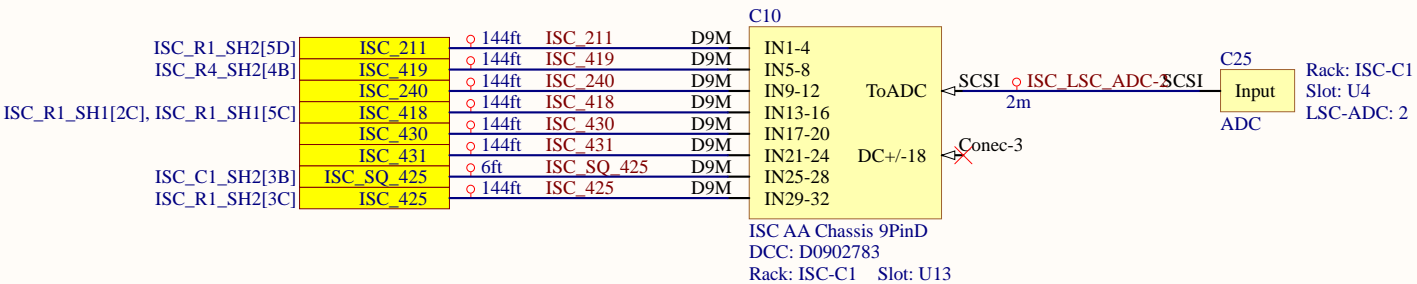 C10
ISC_R1_SH2[5D] ISC_211 144ft ISC_211 D9M IN1-4
ISC_R4_SH2[4B] ISC_419 144ft ISC_419 D9M IN5-8
ISC_240 144ft ISC_240 D9M IN9-12
ISC_R1_SH1[2C], ISC_R1_SH1[5C] ISC_418 144ft ISC_418 D9M IN13-16
ISC_430 144ft ISC_430 D9M IN17-20
ISC_431 144ft ISC_431 D9M IN21-24
ISC_C1_SH2[3B] ISC_SQ_425 6ft ISC_SQ_425 D9M IN25-28
ISC_R1_SH2[3C] ISC_425 144ft ISC_425 D9M IN29-32
ToADC SCSI ISC_LSC_ADC-2 SCSI
2m
DC+/-18 Conec-3
ISC AA Chassis 9PinD
DCC: D0902783
Rack: ISC-C1 Slot: U13
C25
Input
ADC
Rack: ISC-C1
Slot: U4
LSC-ADC: 2